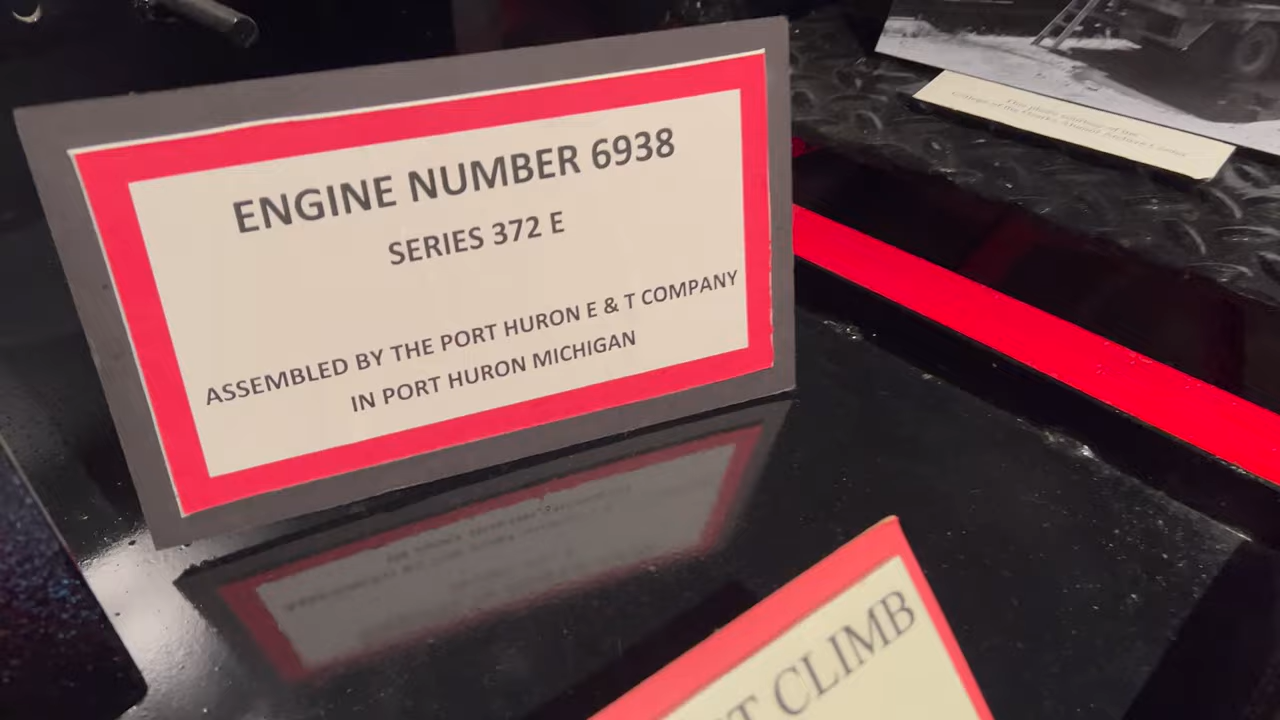 ENGINE NUMBER 6938
SERIES 372 E
ASSEMBLED BY THE PORT HURON E & T COMPANY
IN PORT HURON MICHIGAN
CLIMB